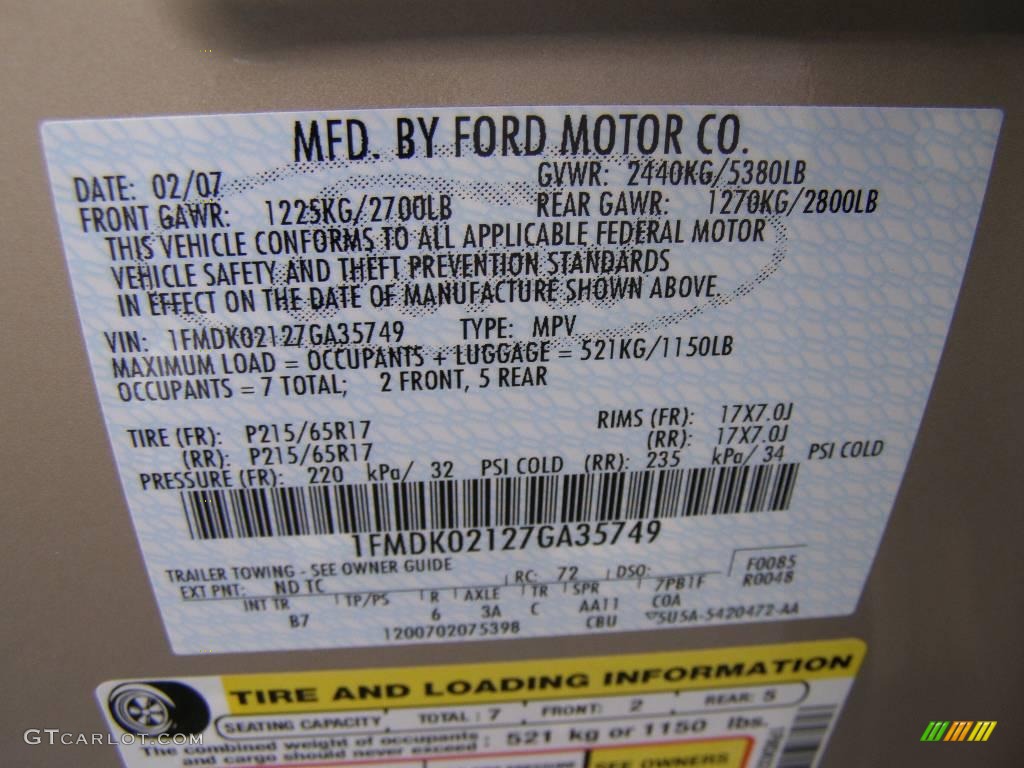 MFD. BY FORD MOTOR CO.
DATE: 02/07 GVWR: 2440KG/5380LB
FRONT GAWR: 1225KG/2700LB REAR GAWR: 1270KG/2800LB
THIS VEHICLE CONFORMS TO ALL APPLICABLE FEDERAL MOTOR
VEHICLE SAFETY AND THEFT PREVENTION STANDARDS
IN EFFECT ON THE DATE OF MANUFACTURE SHOWN ABOVE.
VIN: 1FMDK02127GA35749 TYPE: MPV
MAXIMUM LOAD = OCCUPANTS + LUGGAGE = 521KG/1150LB
OCCUPANTS = 7 TOTAL; 2 FRONT, 5 REAR
TIRE (FR): P215/65R17 RIMS (FR): 17X7.0J
(RR): P215/65R17 (RR): 17X7.0J
PRESSURE (FR): 220 kPa/ 32 PSI COLD (RR): 235 kPa/ 34 PSI COLD
1FMDK02127GA35749
TRAILER TOWING - SEE OWNER GUIDE F0085
EXT PNT: ND TC RC: 72 DSO: R0048
INT TR TP/PS R AXLE TR SPR 7PB1F
B7 6 3A C AA11 COA
1200702075398 CBU 5U5A-5420472-AA
TIRE AND LOADING INFORMATION
SEATING CAPACITY TOTAL : 7 FRONT: 2 REAR: 5
The combined weight of occupants
and cargo should never exceed : 521 kg or 1150 lbs.
SEE OWNERS
GTCARLOT.COM